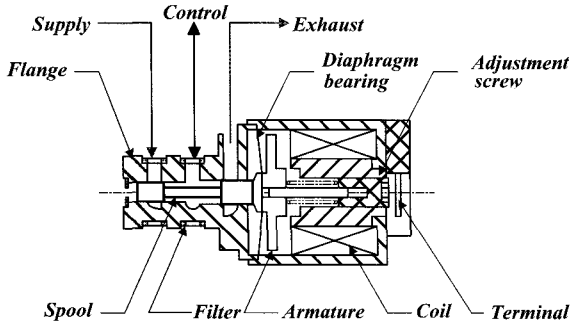 Control
Supply
Exhaust
Flange
Diaphragm
bearing
Adjustment
screw
Spool
Filter
Armature
Coil
Terminal